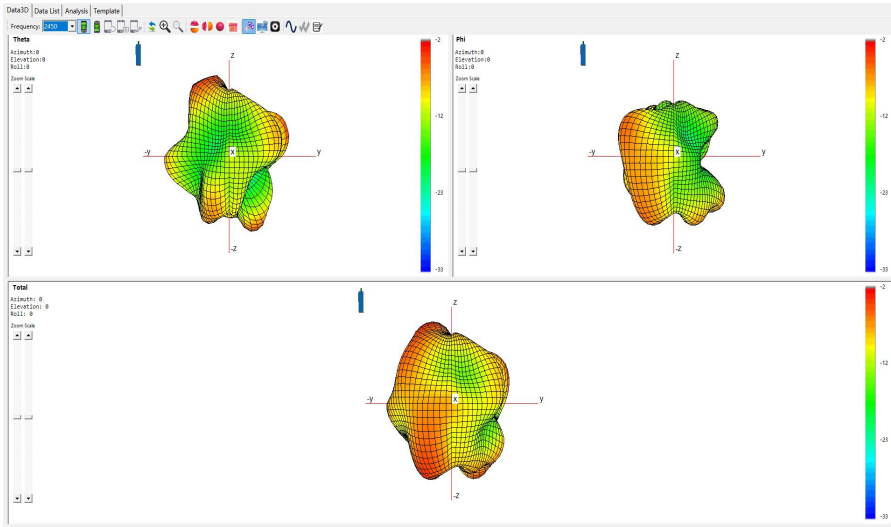 Data3D Data List Analysis Template
Frequency: 2450
Theta
Azimuth:0
Elevation:0
Roll:0
Zoom Scale
z
-y
X
y
-z
-2
-12
-23
-33
Phi
Azimuth:0
Elevation:0
Roll:0
Zoom Scale
z
-y
X
y
-z
-2
-12
-23
-33
Total
Azimuth: 0
Elevation: 0
Roll: 0
Zoom Scale
z
-y
X
y
-z
-2
-12
-23
-33